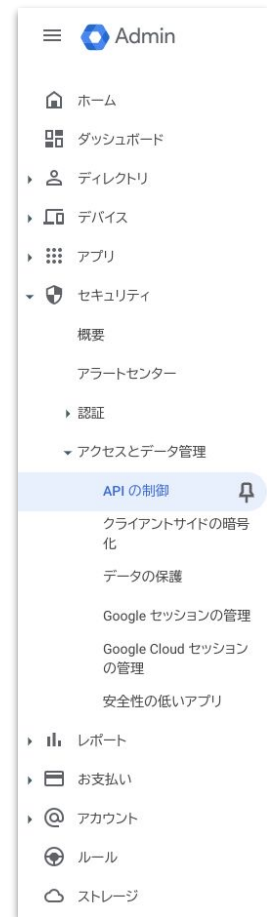 Admin
ホーム
ダッシュボード
ディレクトリ
デバイス
アプリ
セキュリティ
概要
アラートセンター
認証
アクセスとデータ管理
API の制御
クライアントサイドの暗号
化
データの保護
Google セッションの管理
Google Cloud セッション
の管理
安全性の低いアプリ
レポート
お支払い
アカウント
ルール
ストレージ